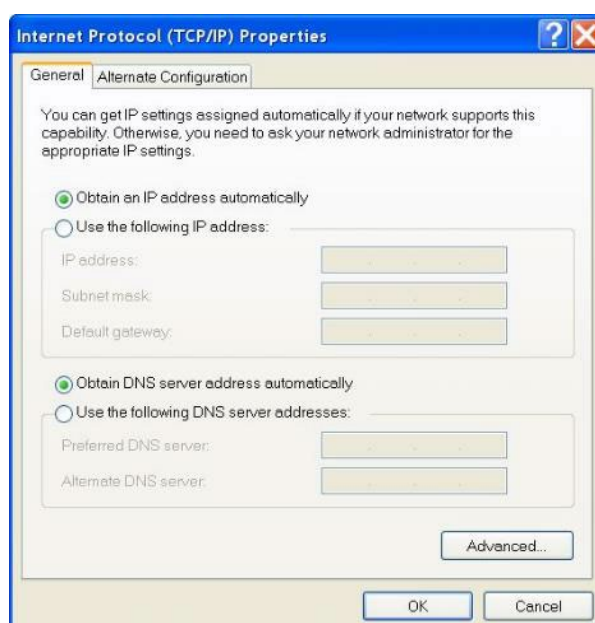 Internet Protocol (TCP/IP) Properties
General
Alternate Configuration
You can get IP settings assigned automatically if your network supports this
capability. Otherwise, you need to ask your network administrator for the
appropriate IP settings.
Obtain an IP address automatically
Use the following IP address:
IP address:
Subnet mask:
Default gateway:
Obtain DNS server address automatically
Use the following DNS server addresses:
Preferred DNS server:
Alternate DNS server:
Advanced...
OK
Cancel